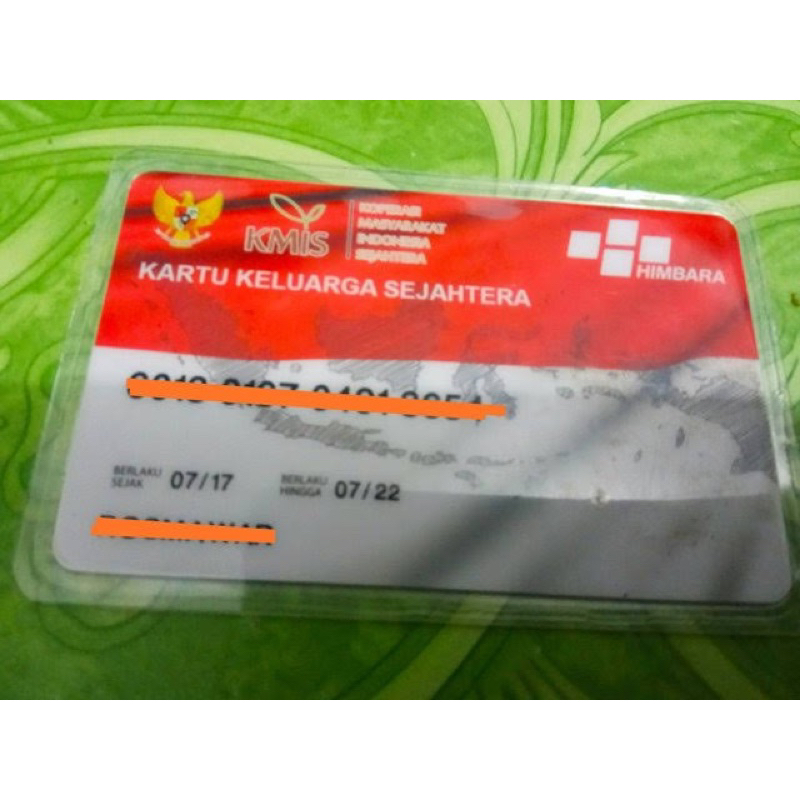 KMIS
KOPERASI
MASYARAKAT
INDONESIA
SEJAHTERA
HIMBARA
KARTU KELUARGA SEJAHTERA
BERLAKU
SEJAK 07/17
BERLAKU
HINGGA 07/22